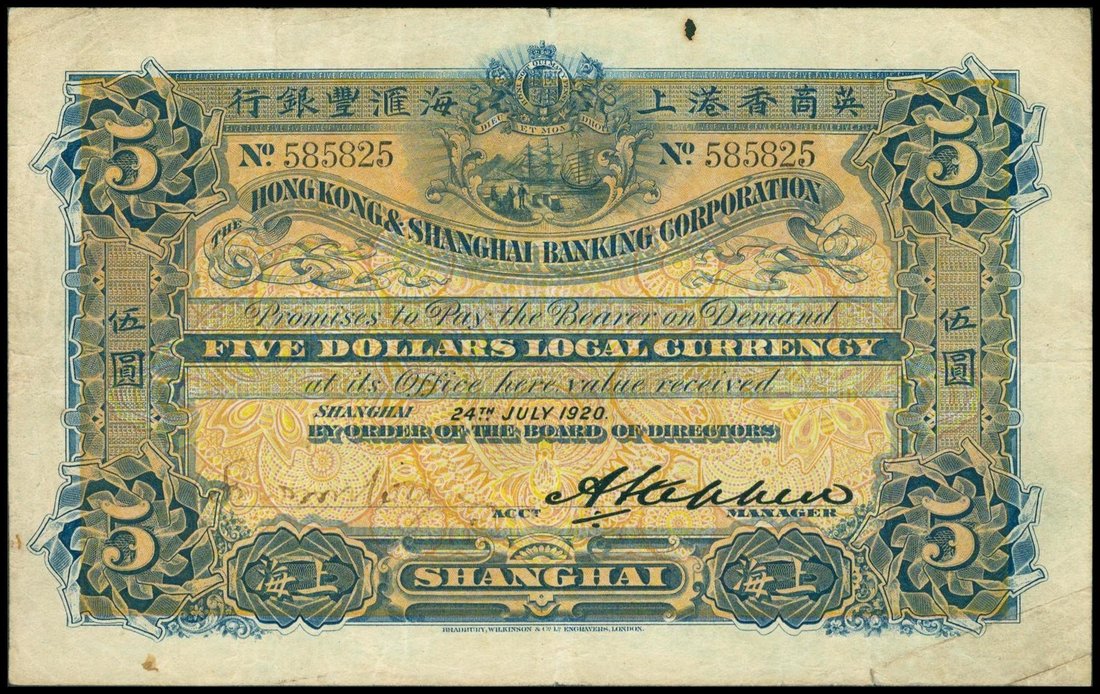 英商香港上海滙豐銀行
DIEU ET MON DROIT
5
5
Nº 585825
Nº 585825
THE HONGKONG & SHANGHAI BANKING CORPORATION
Promises to Pay the Bearer on Demand
伍圓
伍圓
FIVE DOLLARS LOCAL CURRENCY
at its Office here value received
SHANGHAI 24TH JULY 1920.
BY ORDER OF THE BOARD OF DIRECTORS
ACCT
MANAGER
5
5
上海
SHANGHAI
上海
BRADBURY, WILKINSON & Co. Ld. ENGRAVERS, LONDON.